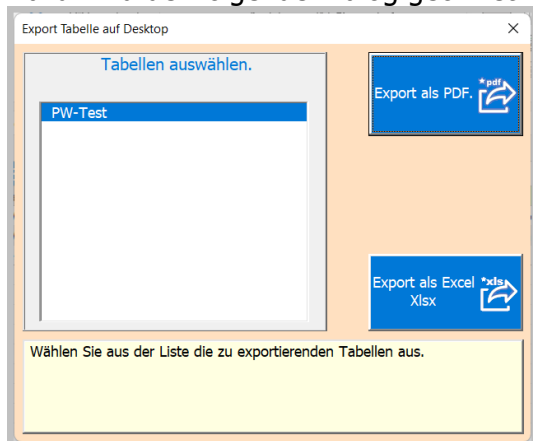 Export Tabelle auf Desktop
Tabellen auswählen.
PW-Test
Export als PDF.
*pdf
Export als Excel
Xlsx
*xls
Wählen Sie aus der Liste die zu exportierenden Tabellen aus.